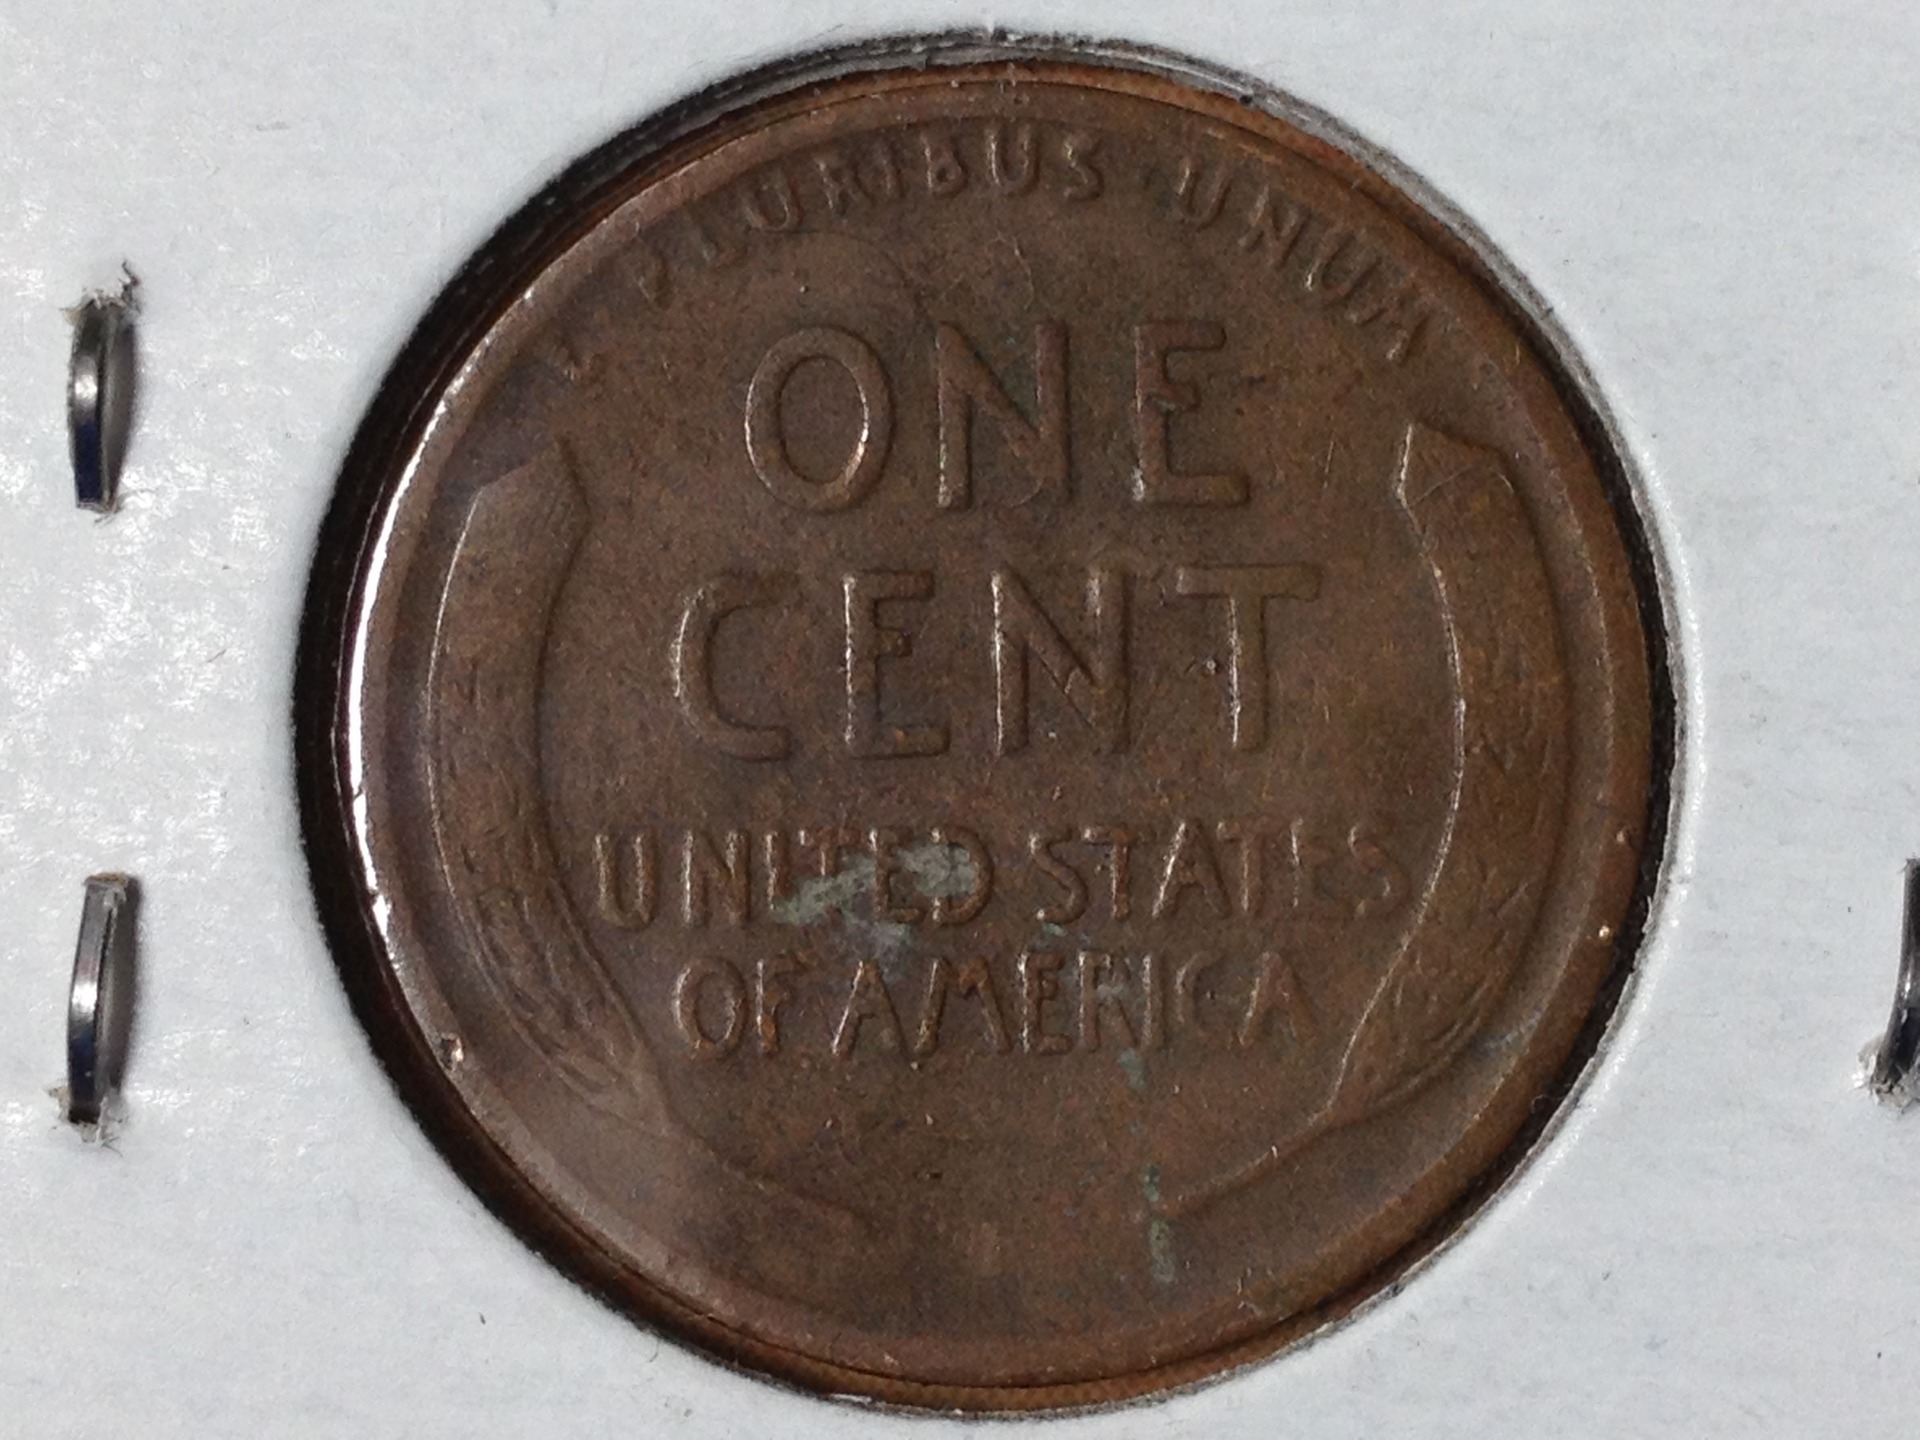 E PLURIBUS · UNUM
ONE
CENT
UNITED STATES
OF AMERICA